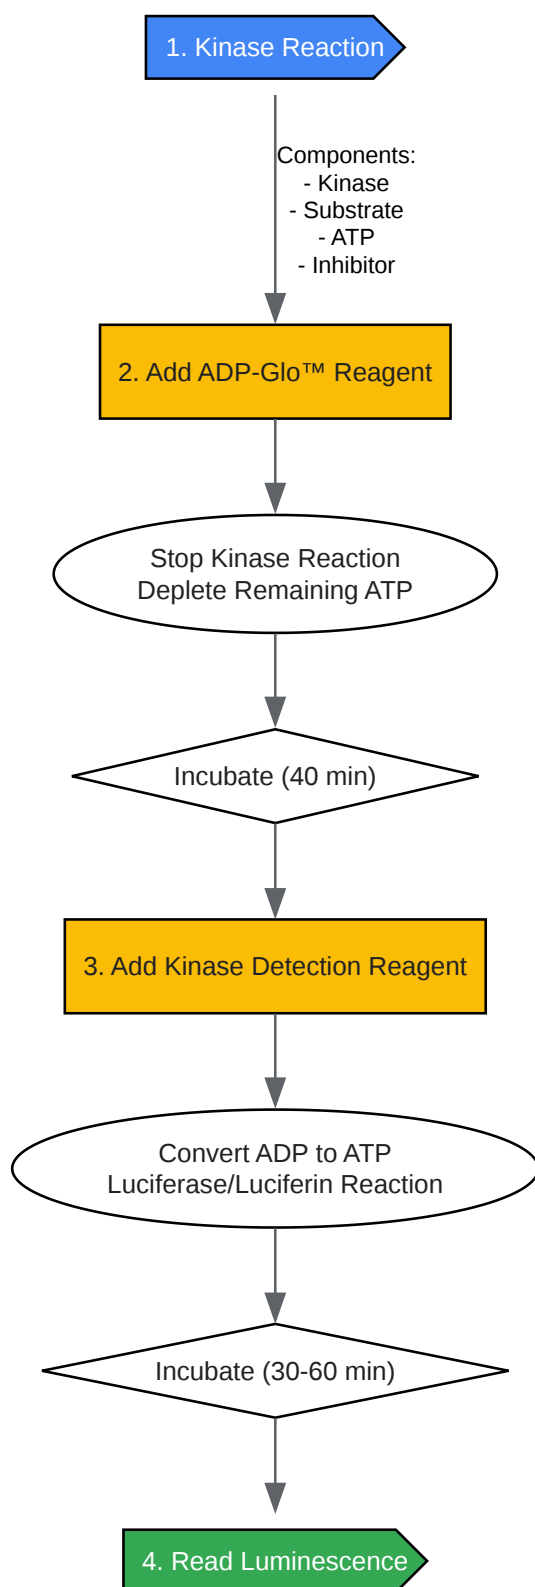 1. Kinase Reaction
Components:
- Kinase
- Substrate
- ATP
- Inhibitor
2. Add ADP-Glo™ Reagent
Stop Kinase Reaction
Deplete Remaining ATP
Incubate (40 min)
3. Add Kinase Detection Reagent
Convert ADP to ATP
Luciferase/Luciferin Reaction
Incubate (30-60 min)
4. Read Luminescence